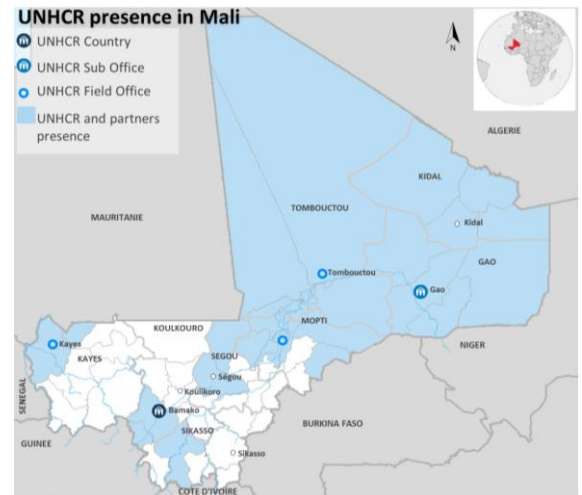 UNHCR presence in Mali
UNHCR Country
UNHCR Sub Office
UNHCR Field Office
UNHCR and partners
presence
N
ALGERIE
KIDAL
MAURITANIE
TOMBOUCTOU
Kidal
GAO
Tombouctou
Gao
MOPTI
KOULKOURO
NIGER
Kayes
KAYES
SEGOU
Ségou
SENEGAL
Koulikoro
Bamako
BURKINA FASO
SIKASSO
GUINEE
Sikasso
COTE D'IVOIRE